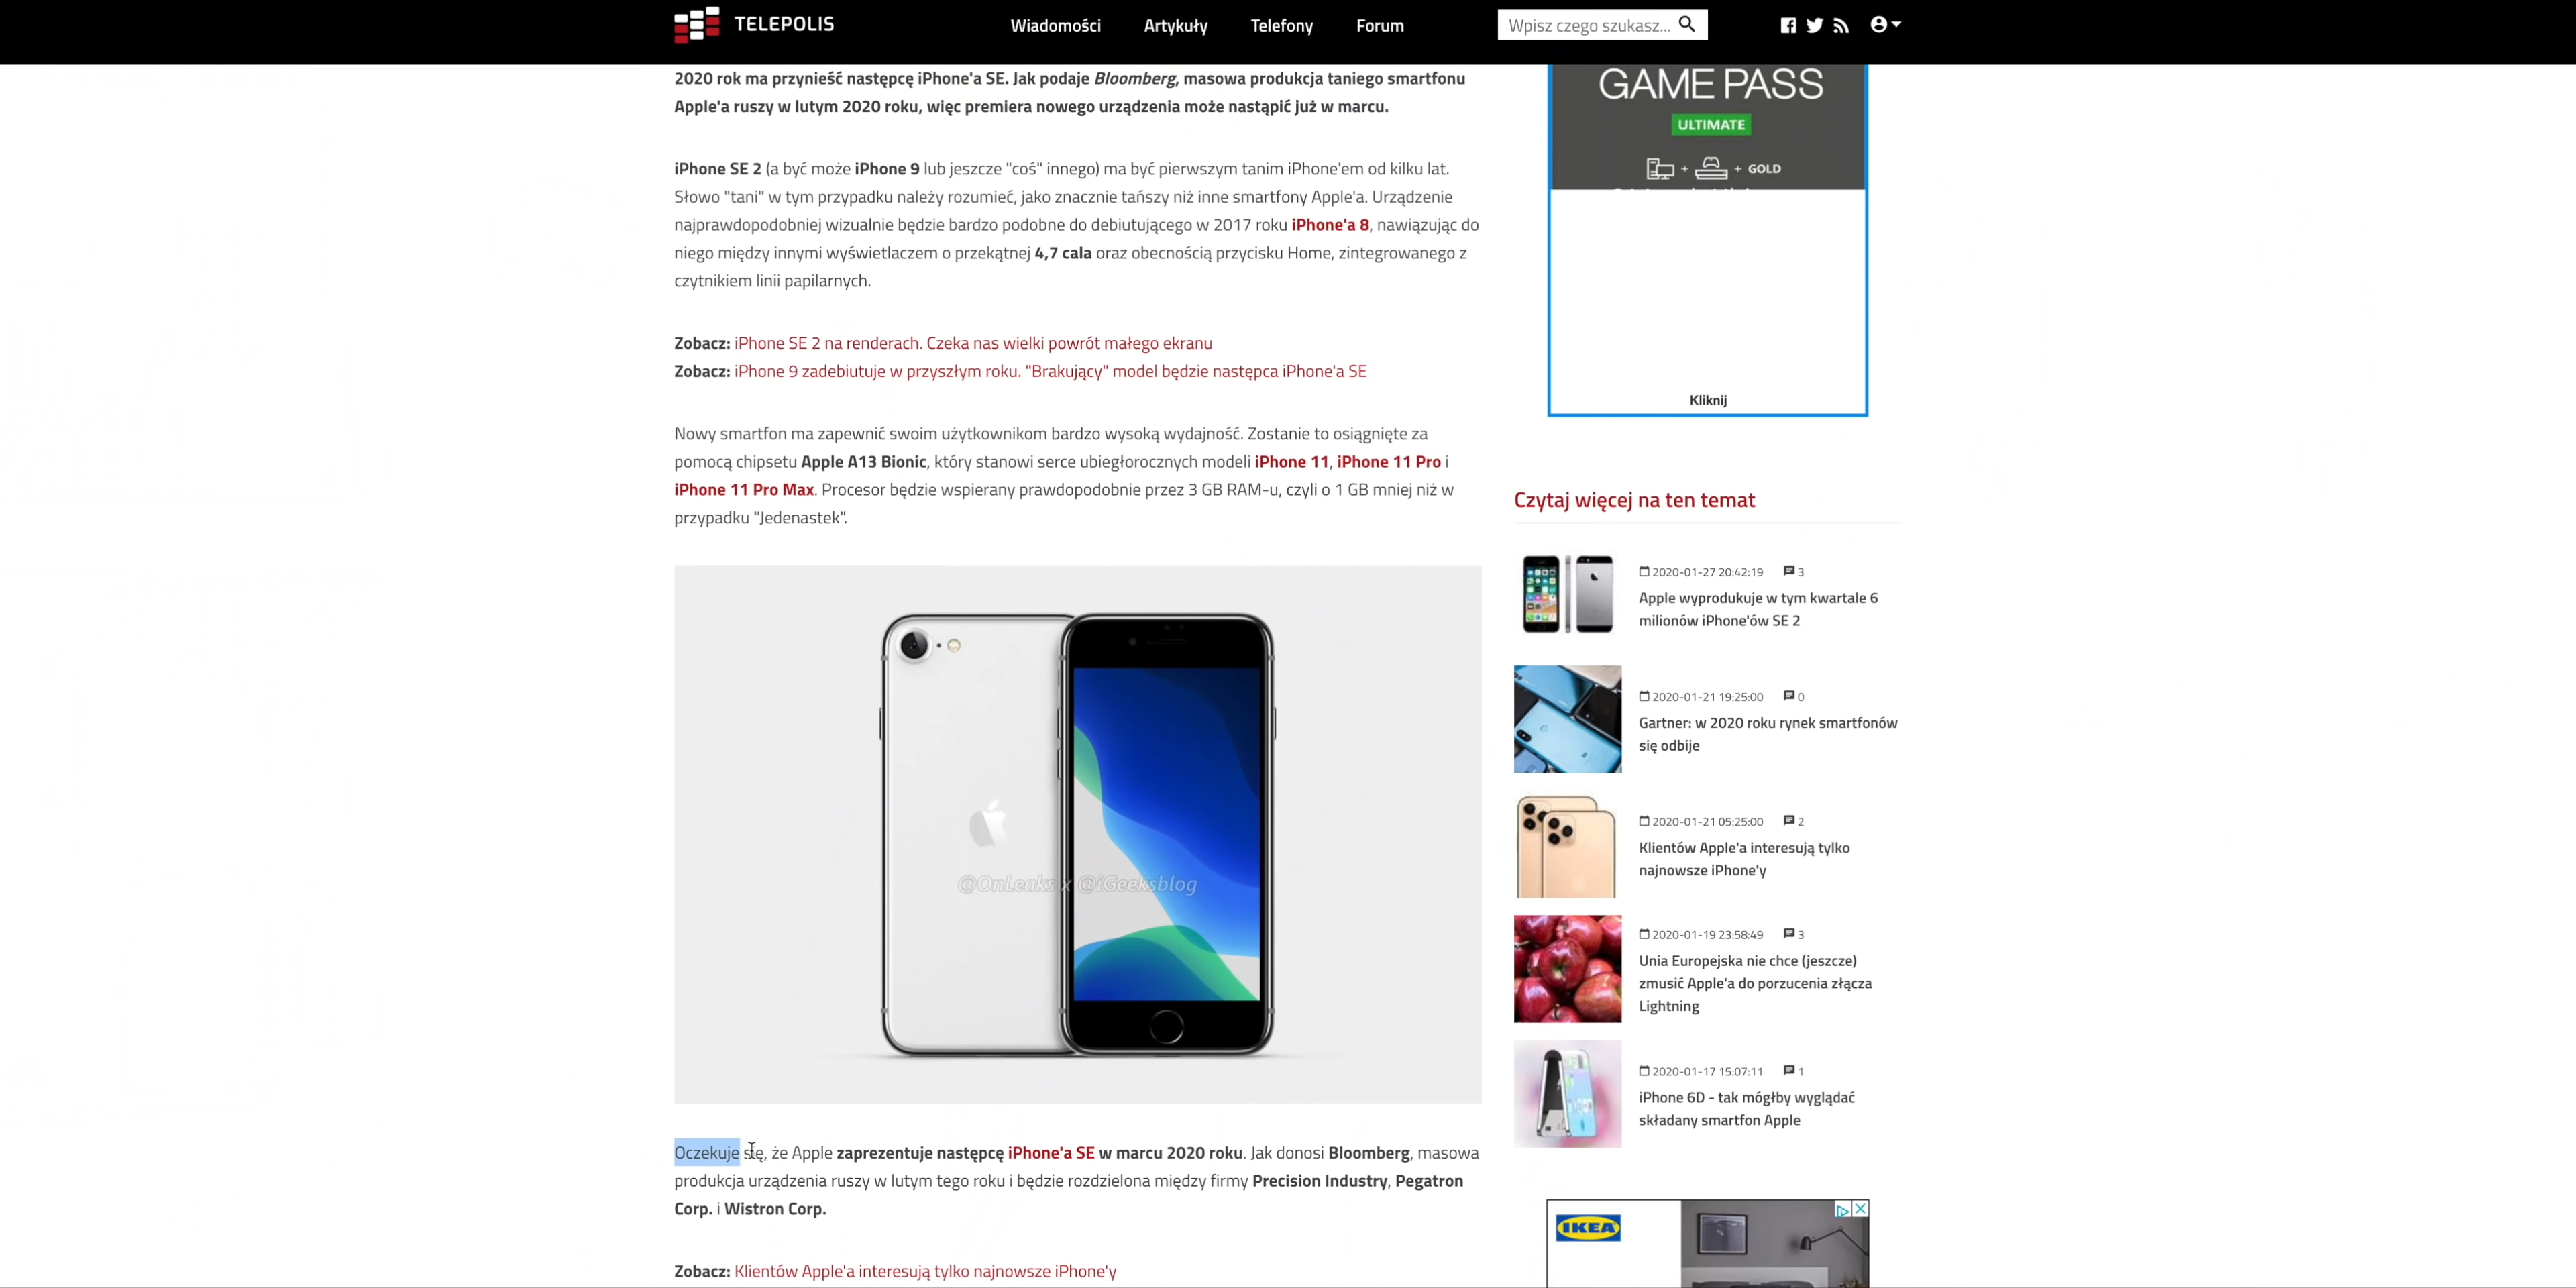 TELEPOLIS
Wiadomości Artykuły Telefony Forum
Wpisz czego szukasz...
2020 rok ma przynieść następcę iPhone'a SE. Jak podaje Bloomberg, masowa produkcja taniego smartfonu
Apple'a ruszy w lutym 2020 roku, więc premiera nowego urządzenia może nastąpić już w marcu.
iPhone SE 2 (a być może iPhone 9 lub jeszcze "coś" innego) ma być pierwszym tanim iPhone'em od kilku lat.
Słowo "tani" w tym przypadku należy rozumieć, jako znacznie tańszy niż inne smartfony Apple'a. Urządzenie
najprawdopodobniej wizualnie będzie bardzo podobne do debiutującego w 2017 roku iPhone'a 8, nawiązując do
niego między innymi wyświetlaczem o przekątnej 4,7 cala oraz obecnością przycisku Home, zintegrowanego z
czytnikiem linii papilarnych.
Zobacz: iPhone SE 2 na renderach. Czeka nas wielki powrót małego ekranu
Zobacz: iPhone 9 zadebiutuje w przyszłym roku. "Brakujący" model będzie następca iPhone'a SE
Nowy smartfon ma zapewnić swoim użytkownikom bardzo wysoką wydajność. Zostanie to osiągnięte za
pomocą chipsetu Apple A13 Bionic, który stanowi serce ubiegłorocznych modeli iPhone 11, iPhone 11 Pro i
iPhone 11 Pro Max. Procesor będzie wspierany prawdopodobnie przez 3 GB RAM-u, czyli o 1 GB mniej niż w
przypadku "Jedenastek".
@OnLeaks x @iGeeksblog
Oczekuje się, że Apple zaprezentuje następcę iPhone'a SE w marcu 2020 roku. Jak donosi Bloomberg, masowa
produkcja urządzenia ruszy w lutym tego roku i będzie rozdzielona między firmy Precision Industry, Pegatron
Corp. i Wistron Corp.
Zobacz: Klientów Apple'a interesują tylko najnowsze iPhone'y
GAME PASS
ULTIMATE
+ + GOLD
Kliknij
Czytaj więcej na ten temat
2020-01-27 20:42:19 3
Apple wyprodukuje w tym kwartale 6
milionów iPhone'ów SE 2
2020-01-21 19:25:00 0
Gartner: w 2020 roku rynek smartfonów
się odbije
2020-01-21 05:25:00 2
Klientów Apple'a interesują tylko
najnowsze iPhone'y
2020-01-19 23:58:49 3
Unia Europejska nie chce (jeszcze)
zmusić Apple'a do porzucenia złącza
Lightning
2020-01-17 15:07:11 1
iPhone 6D - tak mógłby wyglądać
składany smartfon Apple
IKEA